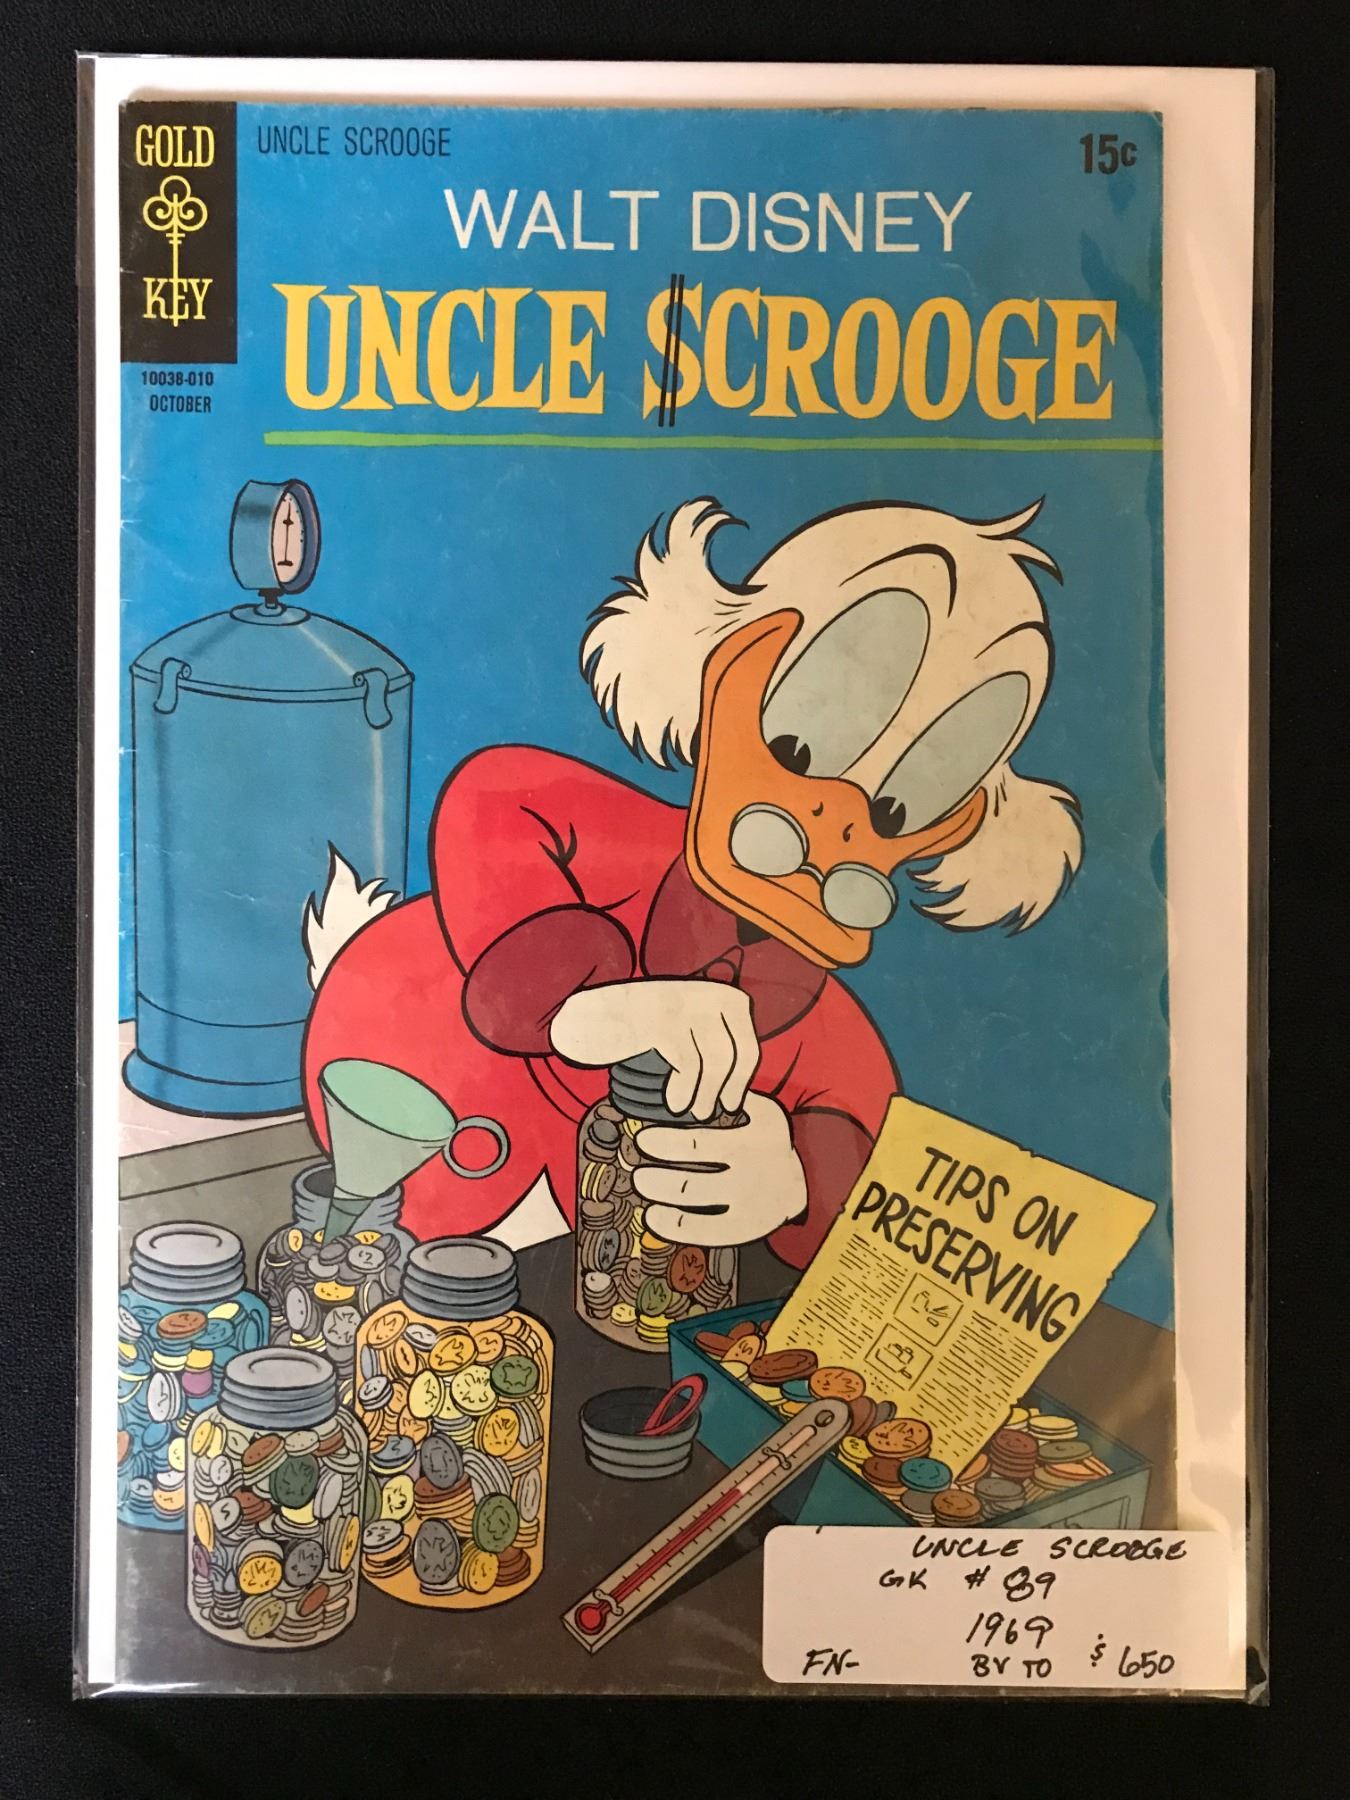 GOLD
KEY
UNCLE SCROOGE
15c
10038-010
OCTOBER
WALT DISNEY
UNCLE $CROOGE
TIPS ON
PRESERVING
UNCLE SCROOGE
GK # 89
1969
FN- BV TO $ 650